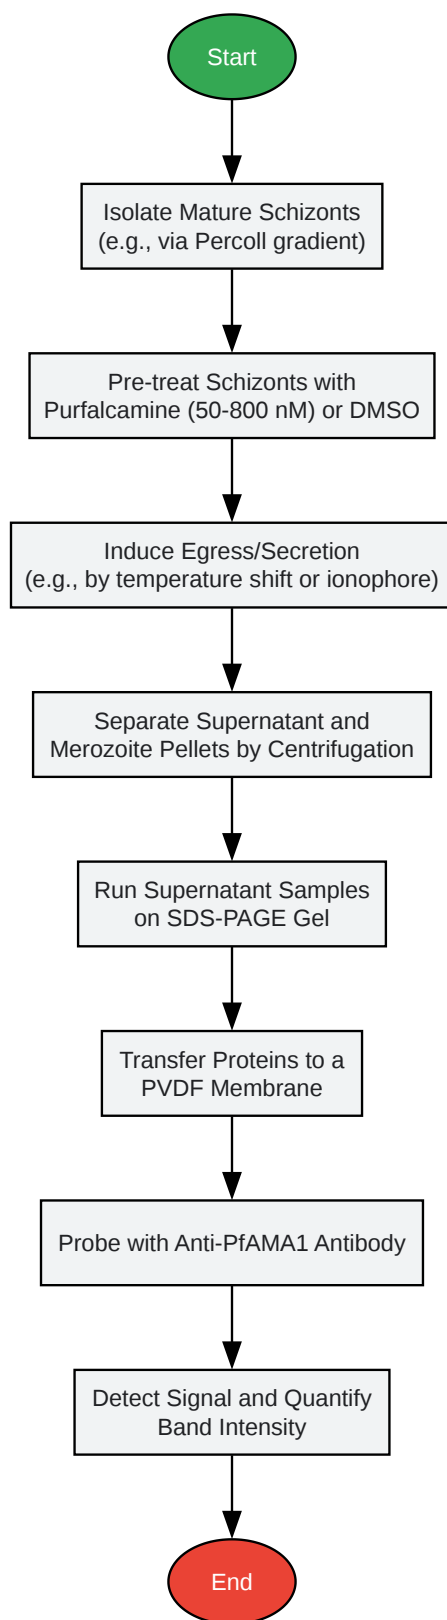 Start
Isolate Mature Schizonts
(e.g., via Percoll gradient)
Pre-treat Schizonts with
Purfalcamine (50-800 nM) or DMSO
Induce Egress/Secretion
(e.g., by temperature shift or ionophore)
Separate Supernatant and
Merozoite Pellets by Centrifugation
Run Supernatant Samples
on SDS-PAGE Gel
Transfer Proteins to a
PVDF Membrane
Probe with Anti-PfAMA1 Antibody
Detect Signal and Quantify
Band Intensity
End